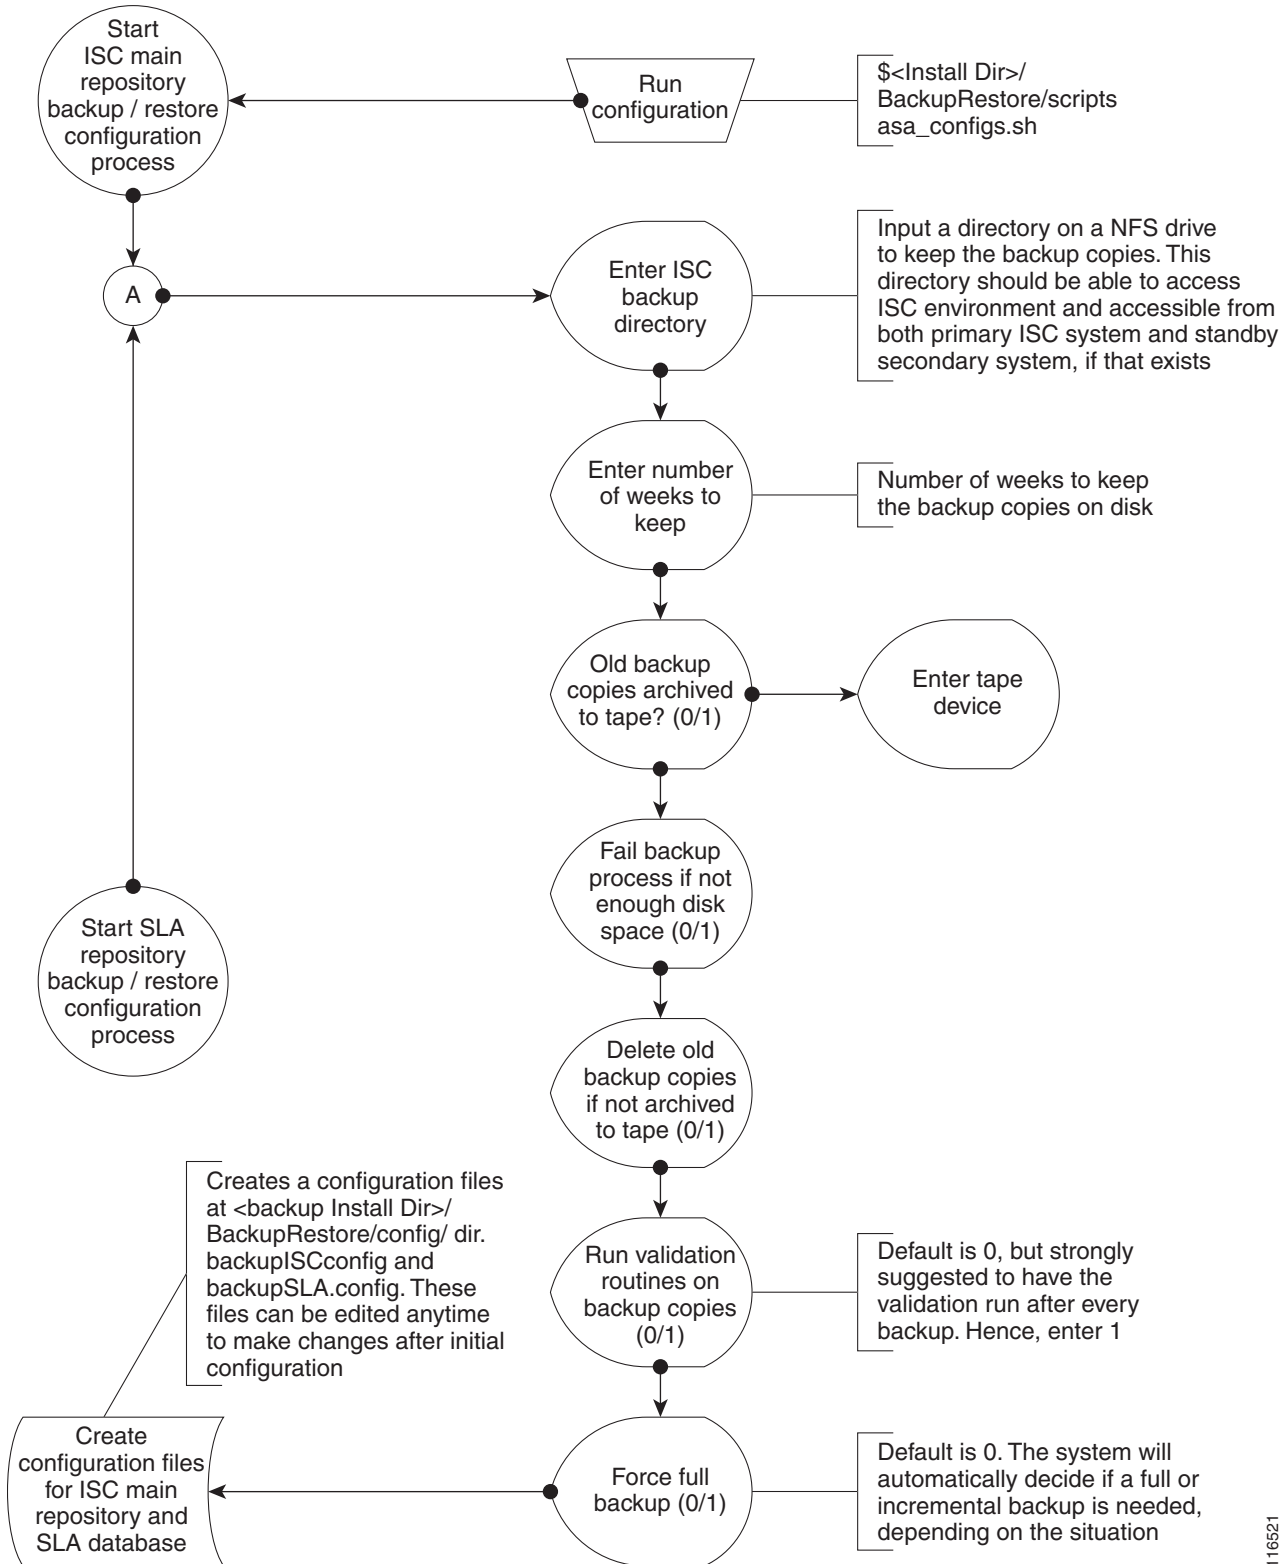 Start
ISC main
repository
backup / restore
configuration
process
Run
configuration
$<Install Dir>/
BackupRestore/scripts
asa_configs.sh
A
Enter ISC
backup
directory
Input a directory on a NFS drive
to keep the backup copies. This
directory should be able to access
ISC environment and accessible from
both primary ISC system and standby
secondary system, if that exists
Enter number
of weeks to
keep
Number of weeks to keep
the backup copies on disk
Old backup
copies archived
to tape? (0/1)
Enter tape
device
Fail backup
process if not
enough disk
space (0/1)
Start SLA
repository
backup / restore
configuration
process
Delete old
backup copies
if not archived
to tape (0/1)
Creates a configuration files
at <backup Install Dir>/
BackupRestore/config/ dir.
backupISCconfig and
backupSLA.config. These
files can be edited anytime
to make changes after initial
configuration
Run validation
routines on
backup copies
(0/1)
Default is 0, but strongly
suggested to have the
validation run after every
backup. Hence, enter 1
Create
configuration files
for ISC main
repository and
SLA database
Force full
backup (0/1)
Default is 0. The system will
automatically decide if a full or
incremental backup is needed,
depending on the situation
116521